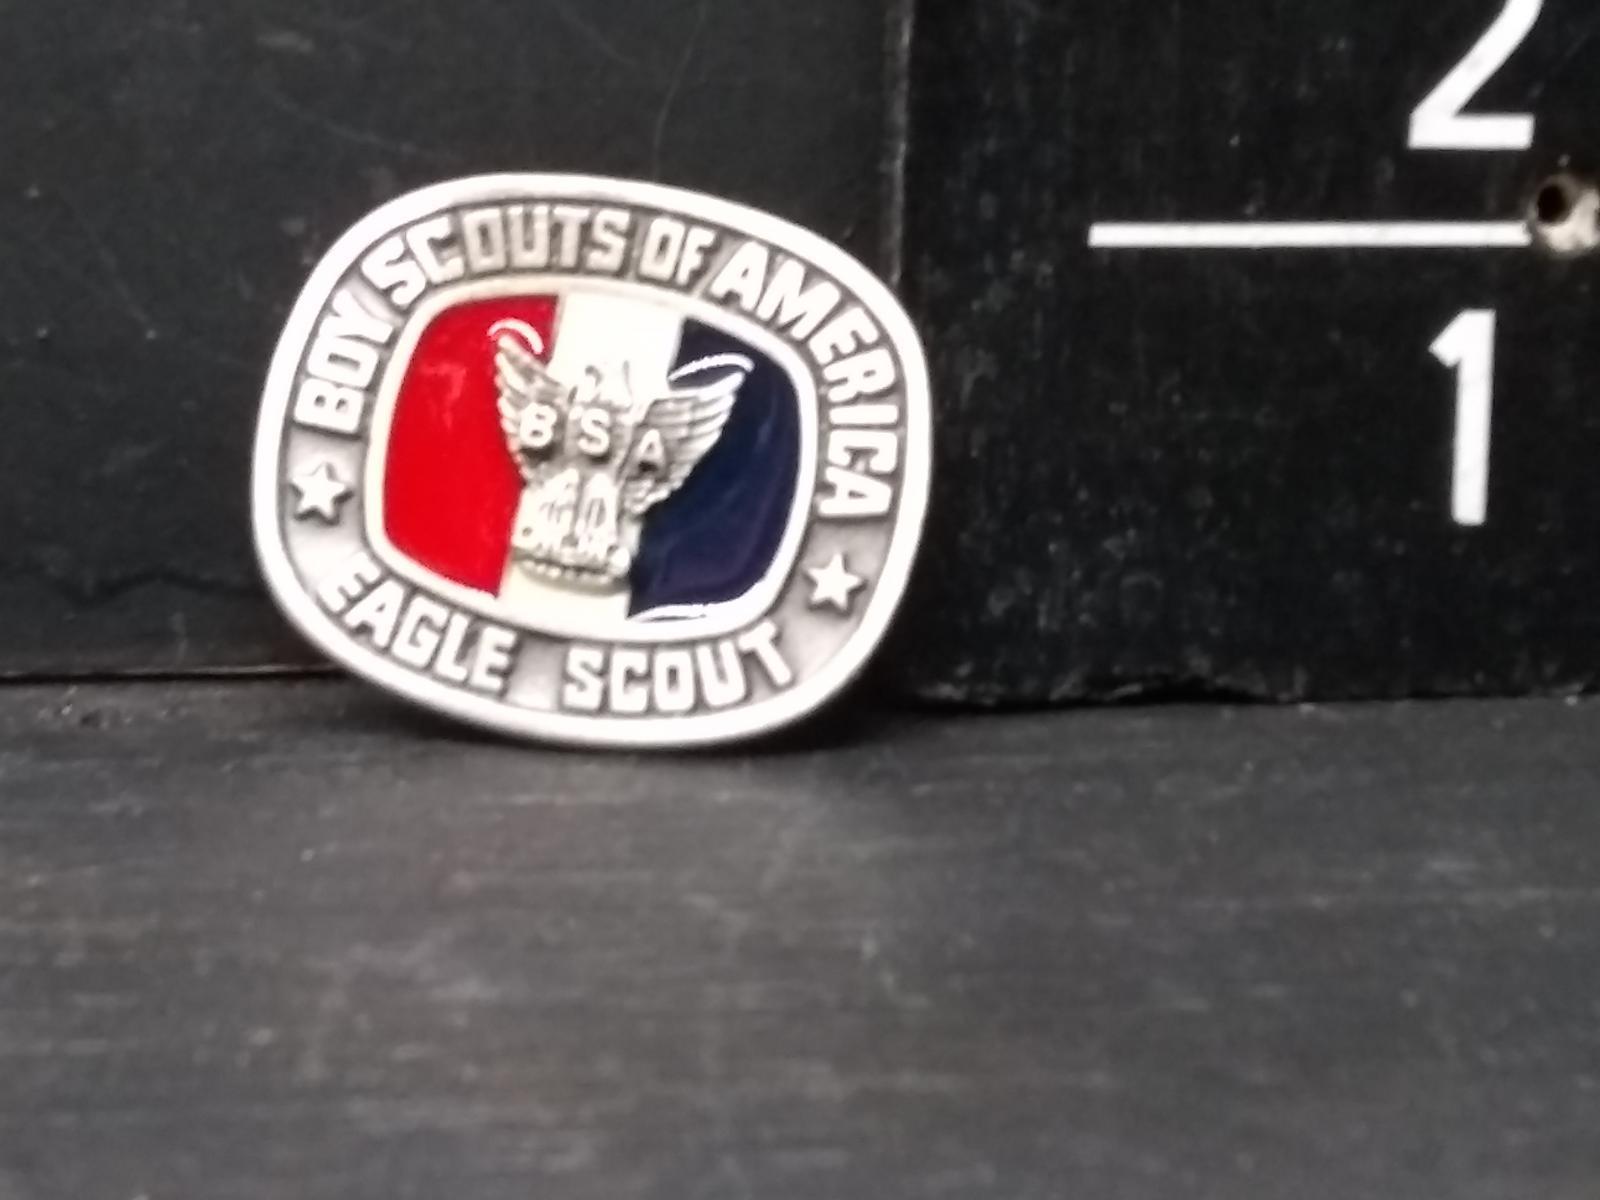 BOY SCOUTS OF AMERICA
BSA
EAGLE SCOUT
2
1